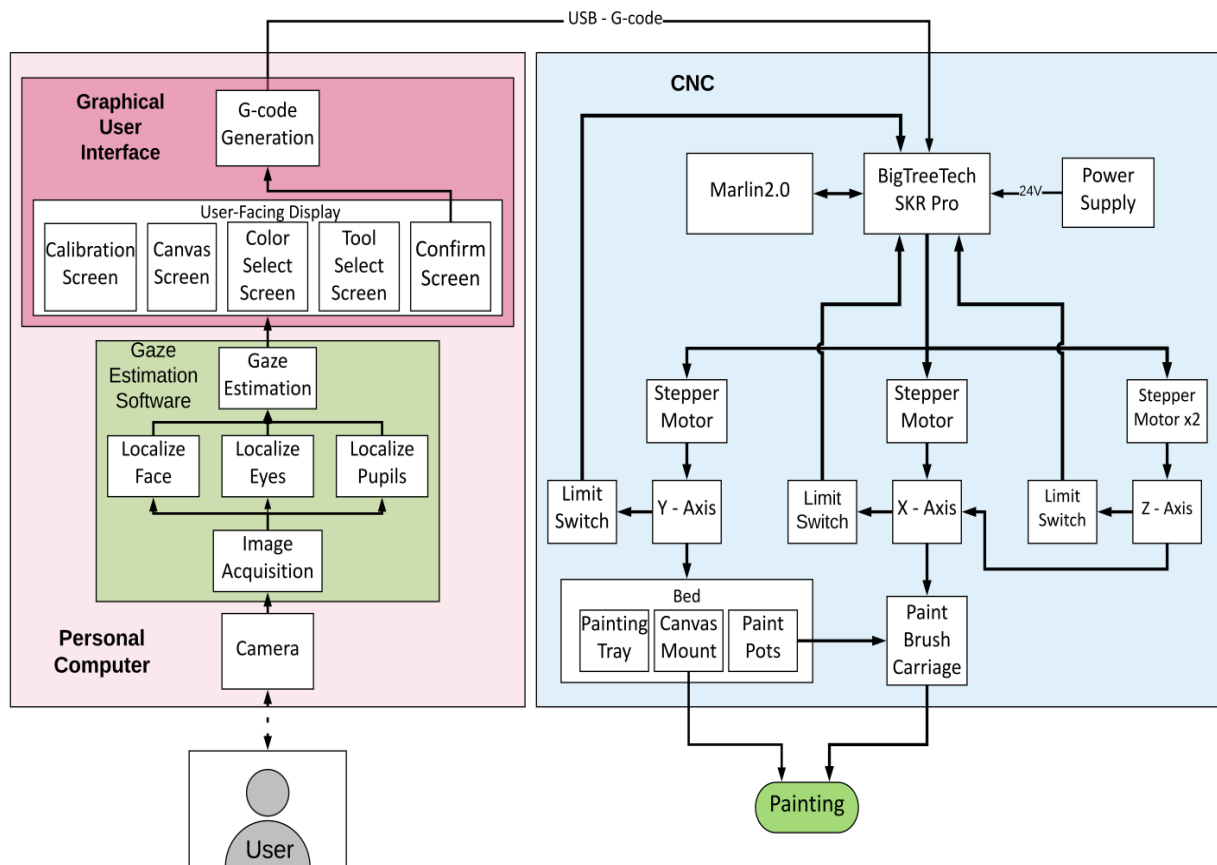 USB - G-code
Graphical
User
Interface
G-code
Generation
User-Facing Display
Calibration
Screen
Canvas
Screen
Color
Select
Screen
Tool
Select
Screen
Confirm
Screen
Gaze
Estimation
Software
Gaze
Estimation
Localize
Face
Localize
Eyes
Localize
Pupils
Image
Acquisition
Personal
Computer
Camera
User
CNC
Marlin2.0
BigTreeTech
SKR Pro
24V
Power
Supply
Stepper
Motor
Stepper
Motor
Stepper
Motor x2
Limit
Switch
Y - Axis
Limit
Switch
X - Axis
Limit
Switch
Z - Axis
Bed
Painting
Tray
Canvas
Mount
Paint
Pots
Paint
Brush
Carriage
Painting